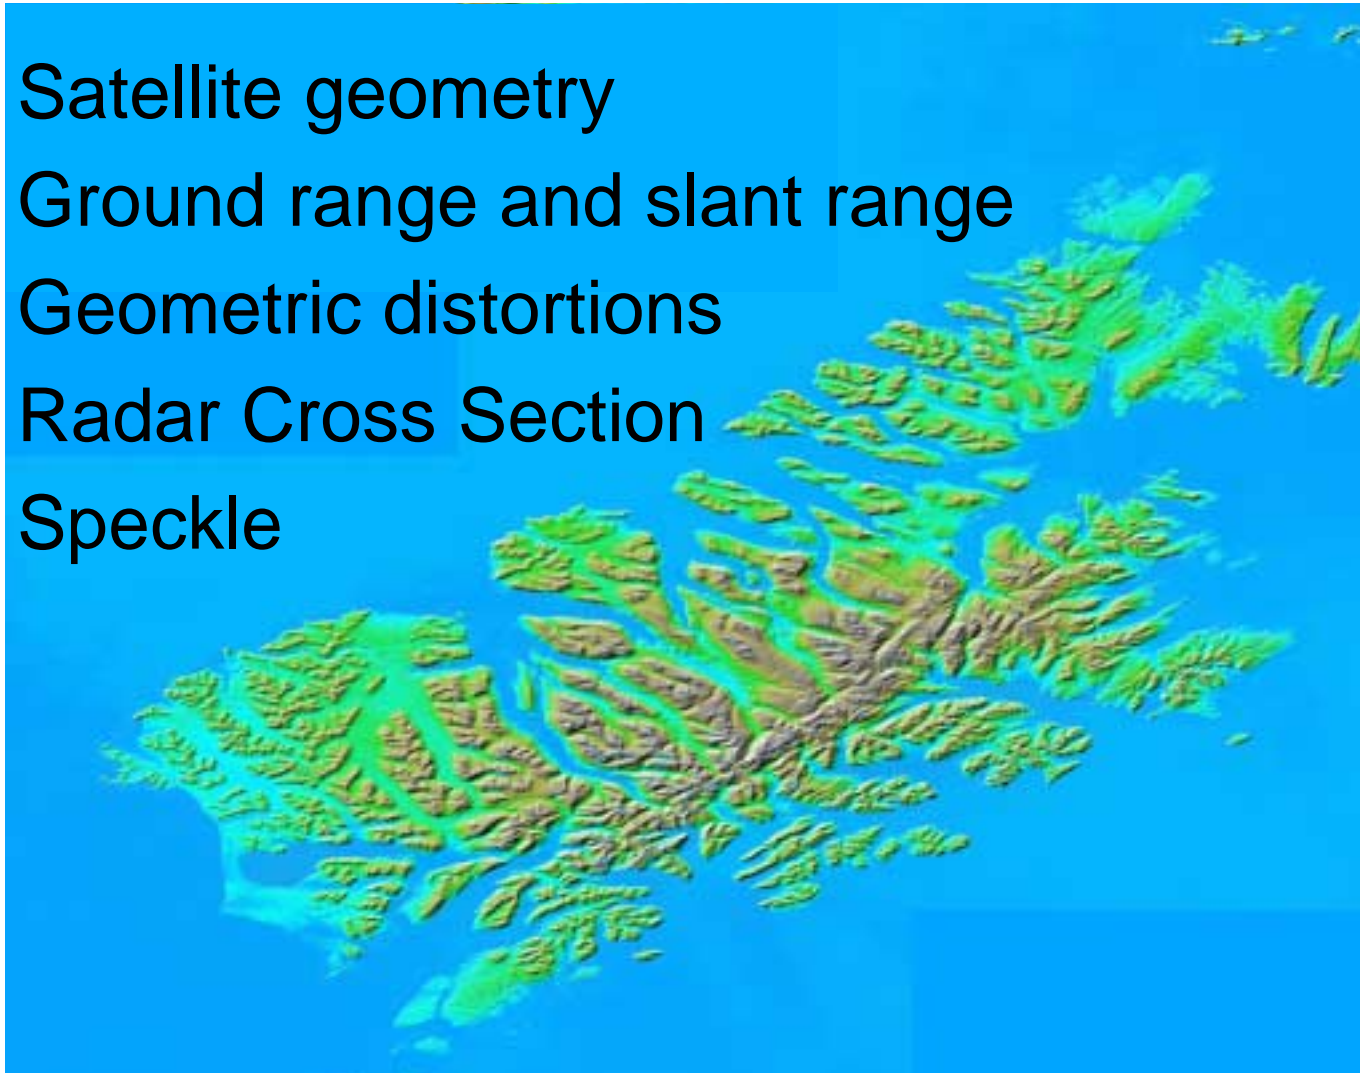 Satellite geometry
Ground range and slant range
Geometric distortions
Radar Cross Section
Speckle